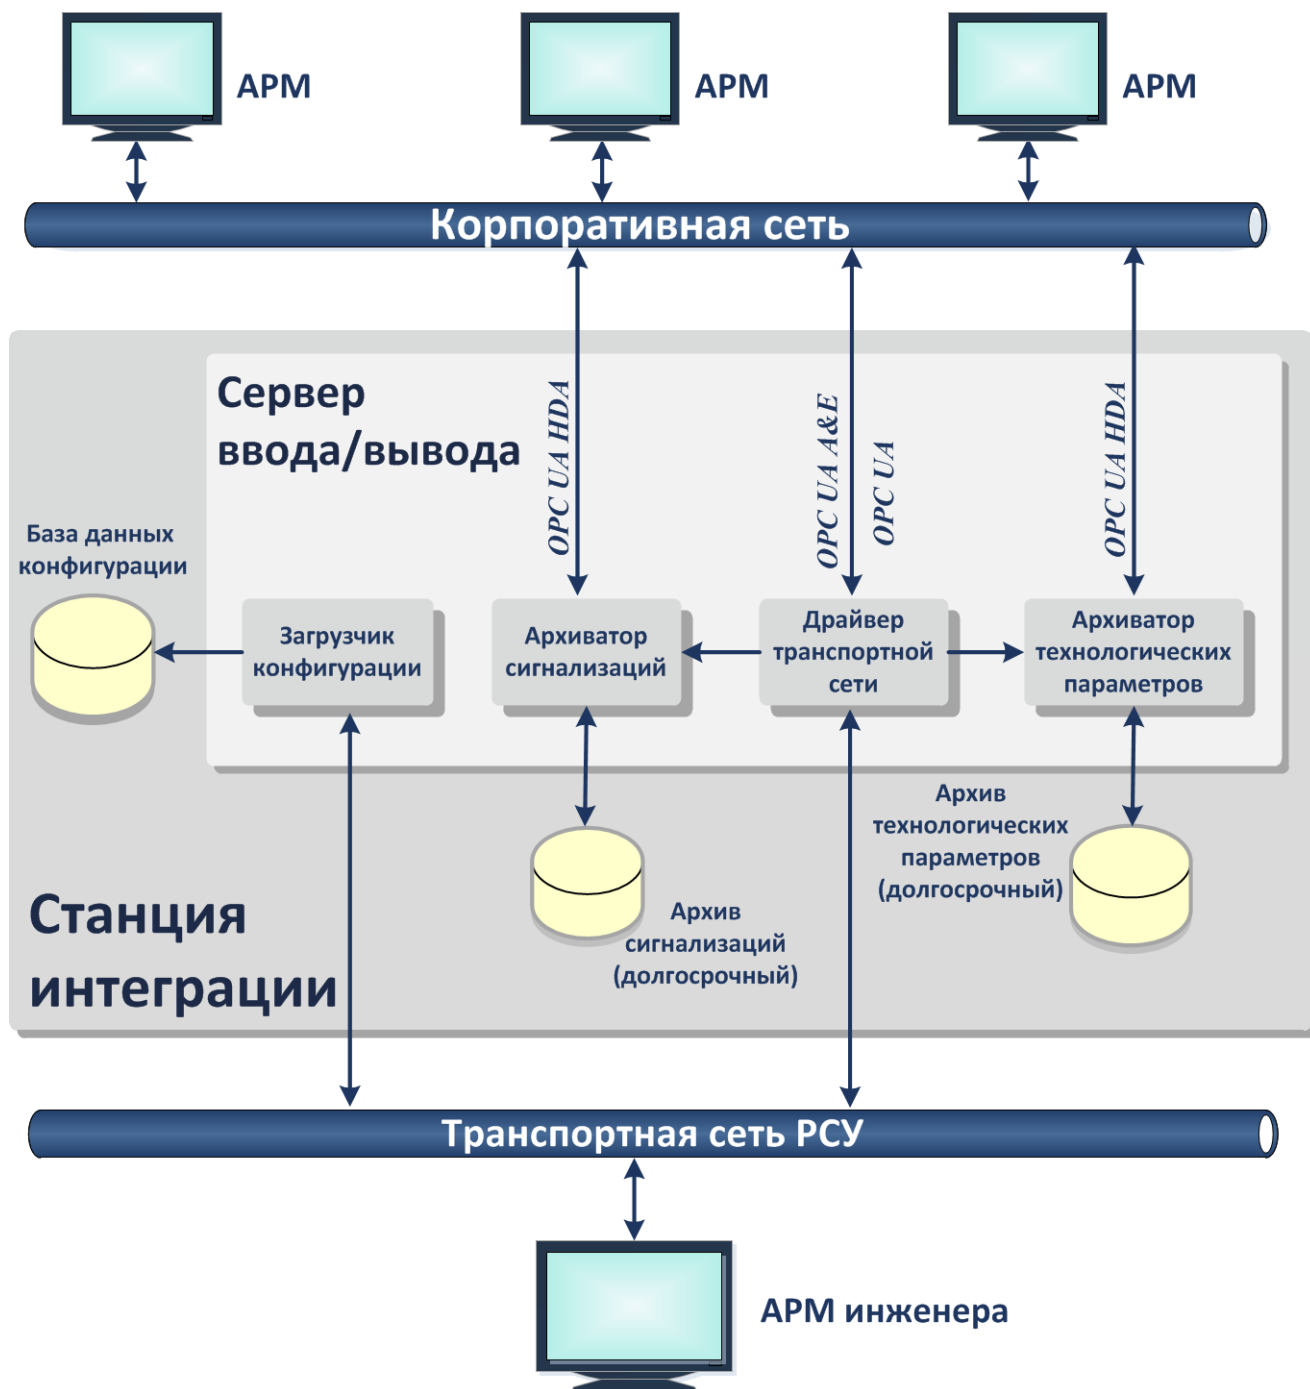 АРМ
АРМ
АРМ
Корпоративная сеть
Сервер
ввода/вывода
OPC UA HDA
OPC UA A&E
OPC UA
OPC UA HDA
База данных
конфигурации
Загрузчик
конфигурации
Архиватор
сигнализаций
Драйвер
транспортной
сети
Архиватор
технологических
параметров
Архив
технологических
параметров
(долгосрочный)
Архив
сигнализаций
(долгосрочный)
Станция
интеграции
Транспортная сеть РСУ
АРМ инженера